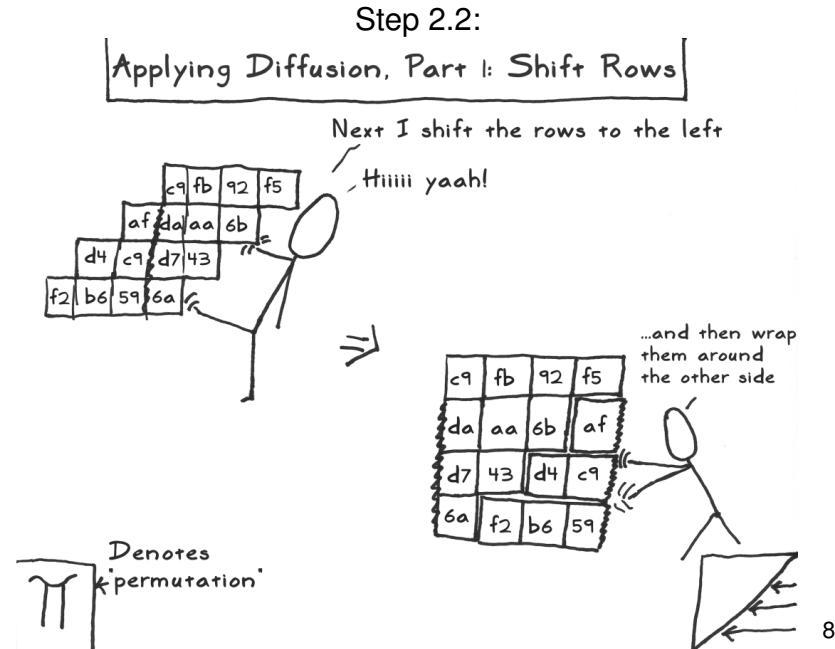 Step 2.2:
Applying Diffusion, Part 1: Shift Rows
Next I shift the rows to the left
Hiiiii yaah!
c9 fb 92 f5
af da aa 6b
d4 c9 d7 43
f2 b6 59 6a
...and then wrap
them around
the other side
c9 fb 92 f5
da aa 6b af
d7 43 d4 c9
6a f2 b6 59
Denotes
"permutation"
π
8